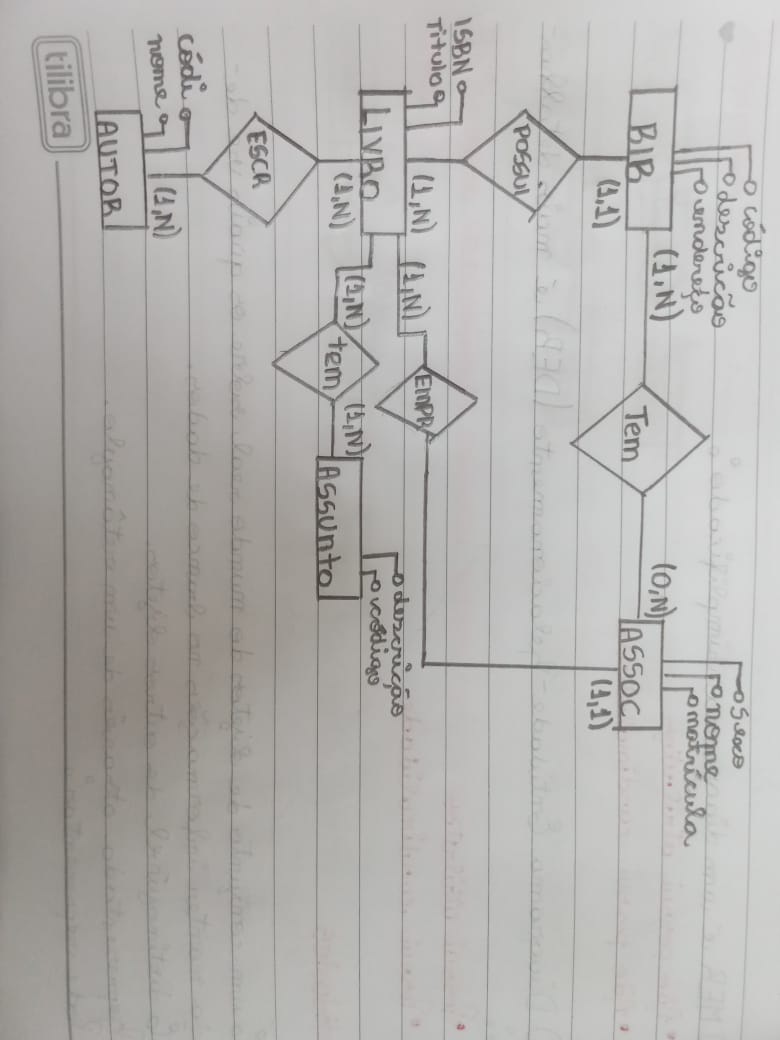 código
descrição
endereço
BIB
(1,N)
Tem
(0,N)
ASSOC
(1,1)
sexo
nome
matrícula
(1,1)
POSSUI
ISBN
Titulo
(1,N)
LIVRO
(1,N)
EMPR
(1,N)
tem
(1,N)
ASSUNTO
descrição
código
(1,N)
ESCR
códi
nome
(1,N)
AUTOR
tilibra